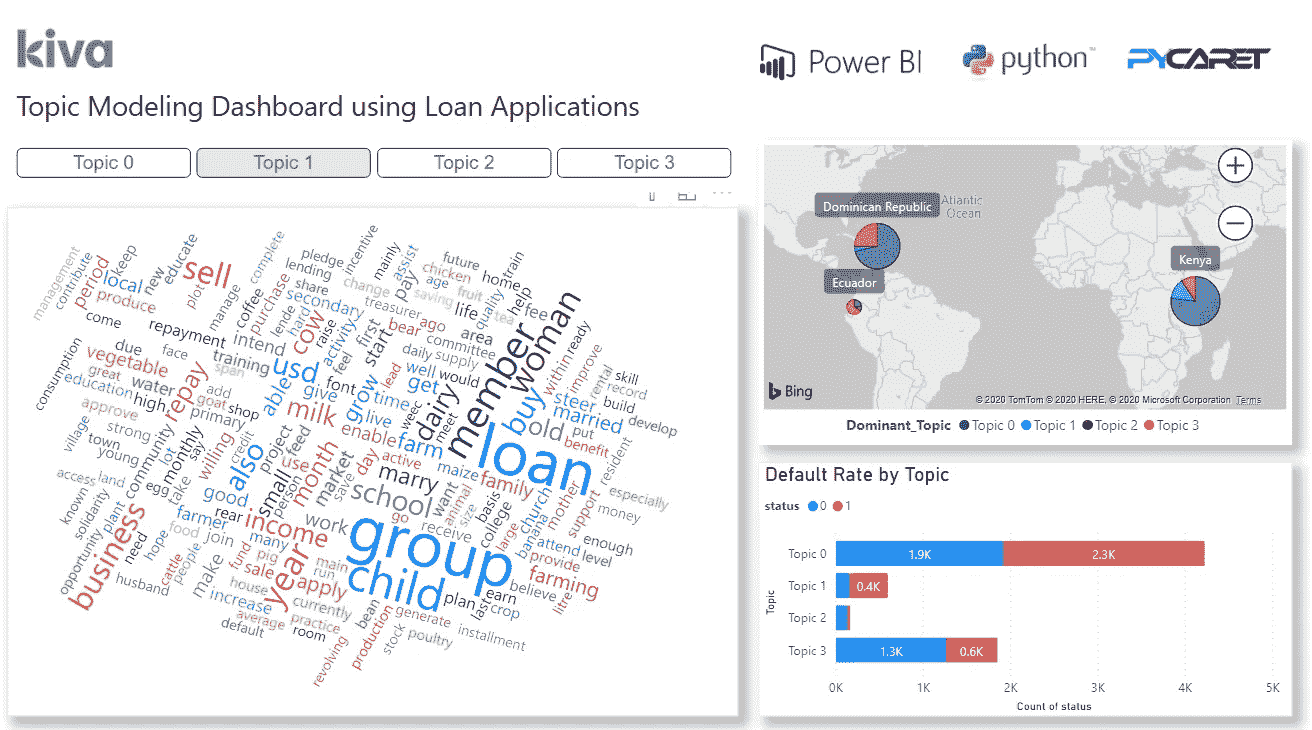 kiva
Power BI
python
PYCARET
Topic Modeling Dashboard using Loan Applications
Topic 0
Topic 1
Topic 2
Topic 3
management
contribute
period
keep
local
produce
new
educate
plot
sell
manage
complete
coffee
purchase
pledge
lending
share
incentive
mainly
change
secondary
treasurer
assist
pay
saving
chicken
age
fruit
future
home
train
life
tea
quality
help
fee
come
repayment
intend
lende
hard
cow
raise
activity
feel
first
start
bear
ago
area
committee
daily
supply
member
woman
within
ready
improve
rental
skill
record
build
develop
consumption
due
face
vegetable
great
education
water
training
span
usd
able
give
font
grow
lead
time
well
would
get
weec
dairy
meet
buy
steer
married
put
benefit
old
loan
approve
high
repay
add
goat
shop
primary
milk
live
enable
farm
village
strong
town
young
community
lot
monthly
say
willing
credit
also
project
feed
use
month
market
save
day
active
marry
maize
family
resident
access
land
known
solidarity
plant
egg
take
good
small
person
school
go
want
animal
size
basis
college
large
church
banana
mother
support
especially
money
opportunity
need
business
hope
food
farmer
people
cattle
join
rear
income
many
work
receive
group
attend
level
enough
provide
husband
make
fund
pig
sale
year
main
run
apply
child
believe
farming
litre
increase
house
average
currently
practice
default
room
bean
production
revolving
stock
generate
poultry
plan
last
earn
crop
installment
Dominican Republic
Atlantic
Ocean
Ecuador
Kenya
+
−
Bing
© 2020 TomTom © 2020 HERE, © 2020 Microsoft Corporation Terms
Dominant_Topic Topic 0 Topic 1 Topic 2 Topic 3
Default Rate by Topic
status 0 1
Topic
Topic 0 1.9K 2.3K
Topic 1 0.4K
Topic 2
Topic 3 1.3K 0.6K
0K 1K 2K 3K 4K 5K
Count of status